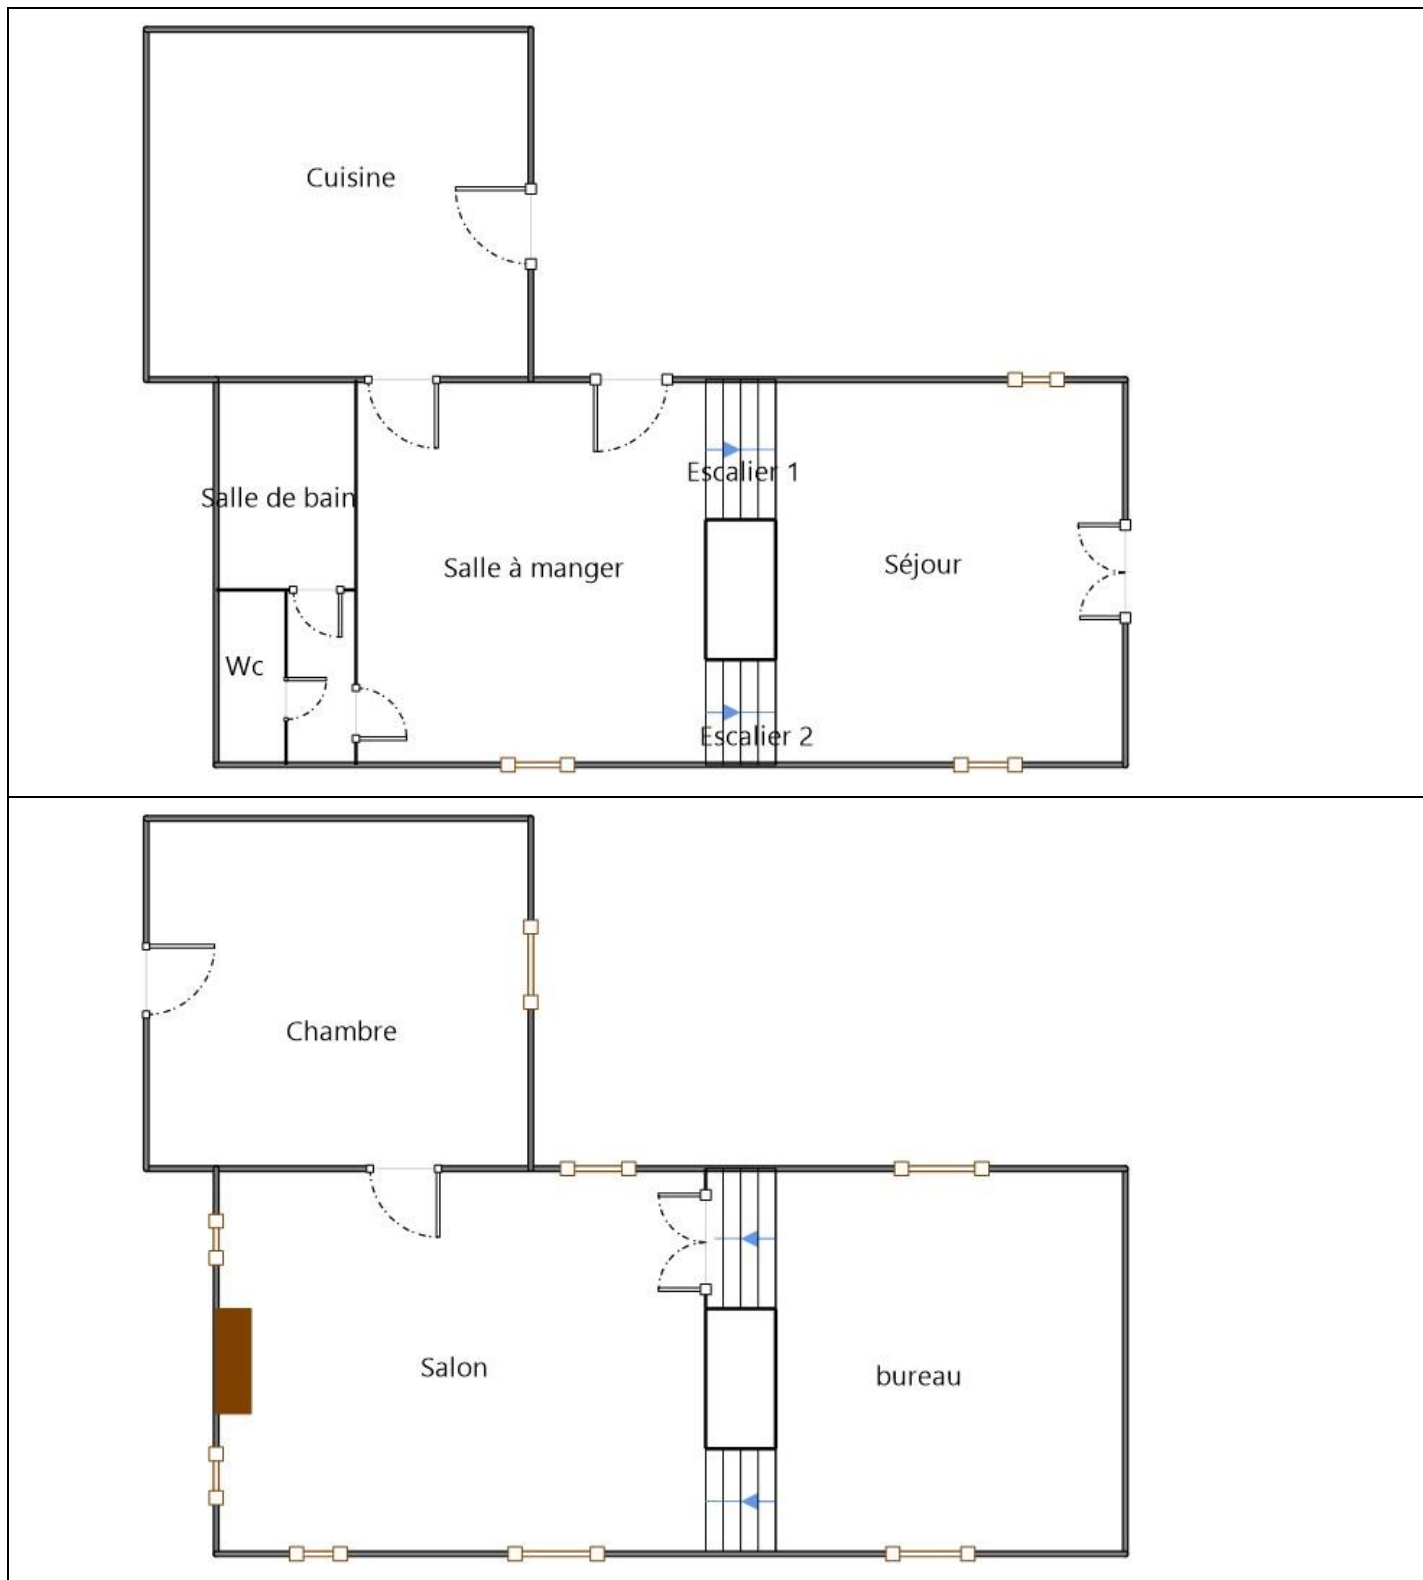 Cuisine
Escalier 1
Salle de bain
Salle à manger
Séjour
Wc
Escalier 2
Chambre
Salon
bureau